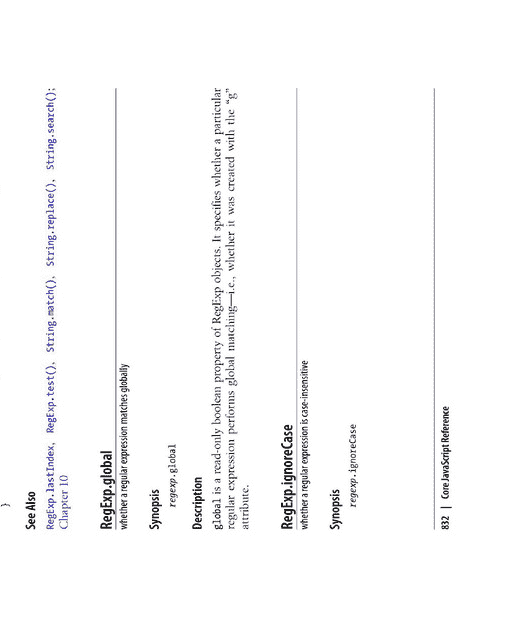 }
See Also
RegExp.lastIndex, RegExp.test(), String.match(), String.replace(), String.search();
Chapter 10
RegExp.global
whether a regular expression matches globally
Synopsis
regexp.global
Description
global is a read-only boolean property of RegExp objects. It specifies whether a particular
regular expression performs global matching—i.e., whether it was created with the “g”
attribute.
RegExp.ignoreCase
whether a regular expression is case-insensitive
Synopsis
regexp.ignoreCase
832 | Core JavaScript Reference